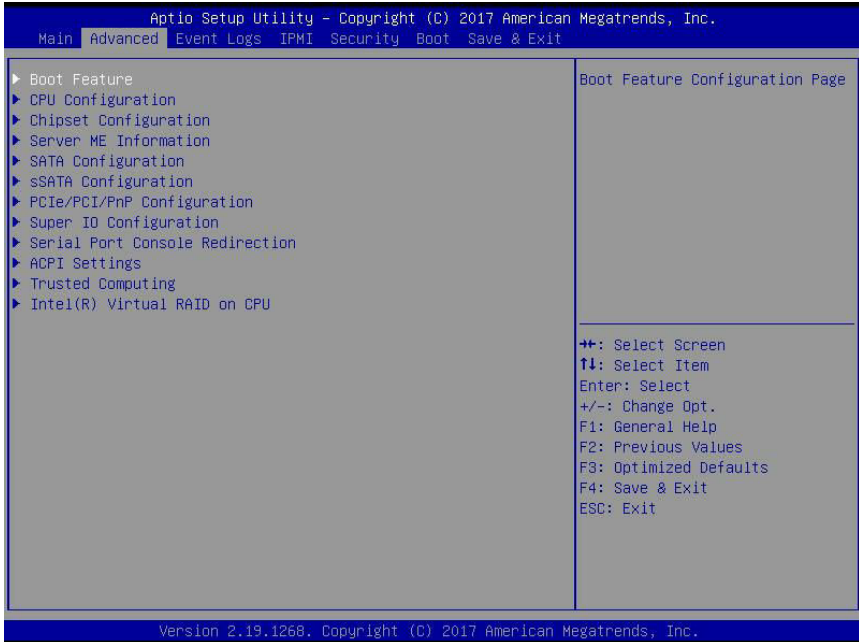 Aptio Setup Utility – Copyright (C) 2017 American Megatrends, Inc.
Main Advanced Event Logs IPMI Security Boot Save & Exit
▶ Boot Feature
▶ CPU Configuration
▶ Chipset Configuration
▶ Server ME Information
▶ SATA Configuration
▶ sSATA Configuration
▶ PCIe/PCI/PnP Configuration
▶ Super IO Configuration
▶ Serial Port Console Redirection
▶ ACPI Settings
▶ Trusted Computing
▶ Intel(R) Virtual RAID on CPU
Boot Feature Configuration Page
→←: Select Screen
↑↓: Select Item
Enter: Select
+/-: Change Opt.
F1: General Help
F2: Previous Values
F3: Optimized Defaults
F4: Save & Exit
ESC: Exit
Version 2.19.1268. Copyright (C) 2017 American Megatrends, Inc.